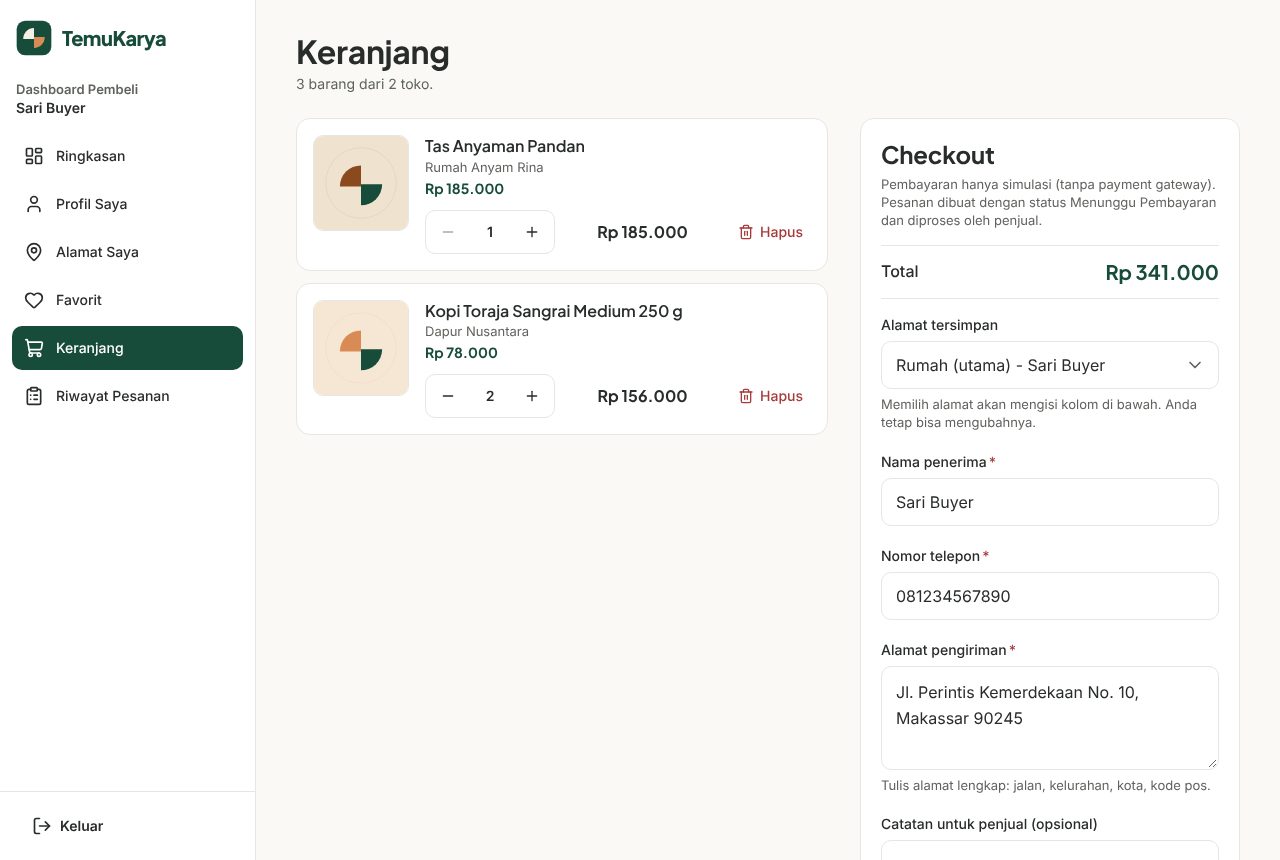 TemuKarya
Dashboard Pembeli
Sari Buyer
Ringkasan
Profil Saya
Alamat Saya
Favorit
Keranjang
Riwayat Pesanan
Keluar
Keranjang
3 barang dari 2 toko.
Tas Anyaman Pandan
Rumah Anyam Rina
Rp 185.000
1
Rp 185.000
Hapus
Kopi Toraja Sangrai Medium 250 g
Dapur Nusantara
Rp 78.000
2
Rp 156.000
Hapus
Checkout
Pembayaran hanya simulasi (tanpa payment gateway).
Pesanan dibuat dengan status Menunggu Pembayaran
dan diproses oleh penjual.
Total
Rp 341.000
Alamat tersimpan
Rumah (utama) - Sari Buyer
Memilih alamat akan mengisi kolom di bawah. Anda
tetap bisa mengubahnya.
Nama penerima*
Sari Buyer
Nomor telepon*
081234567890
Alamat pengiriman*
Jl. Perintis Kemerdekaan No. 10,
Makassar 90245
Tulis alamat lengkap: jalan, kelurahan, kota, kode pos.
Catatan untuk penjual (opsional)